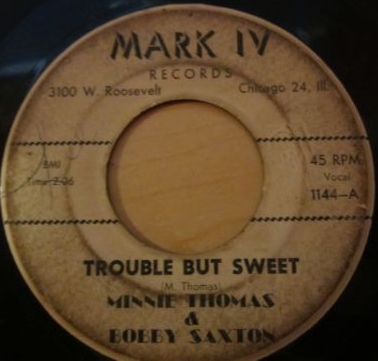 MARK IV
RECORDS
3100 W. Roosevelt Chicago 24, Ill.
BMI 45 RPM
Time 2:06 Vocal
1144-A
TROUBLE BUT SWEET
(M. Thomas)
MINNIE THOMAS
&
BOBBY SAXTON